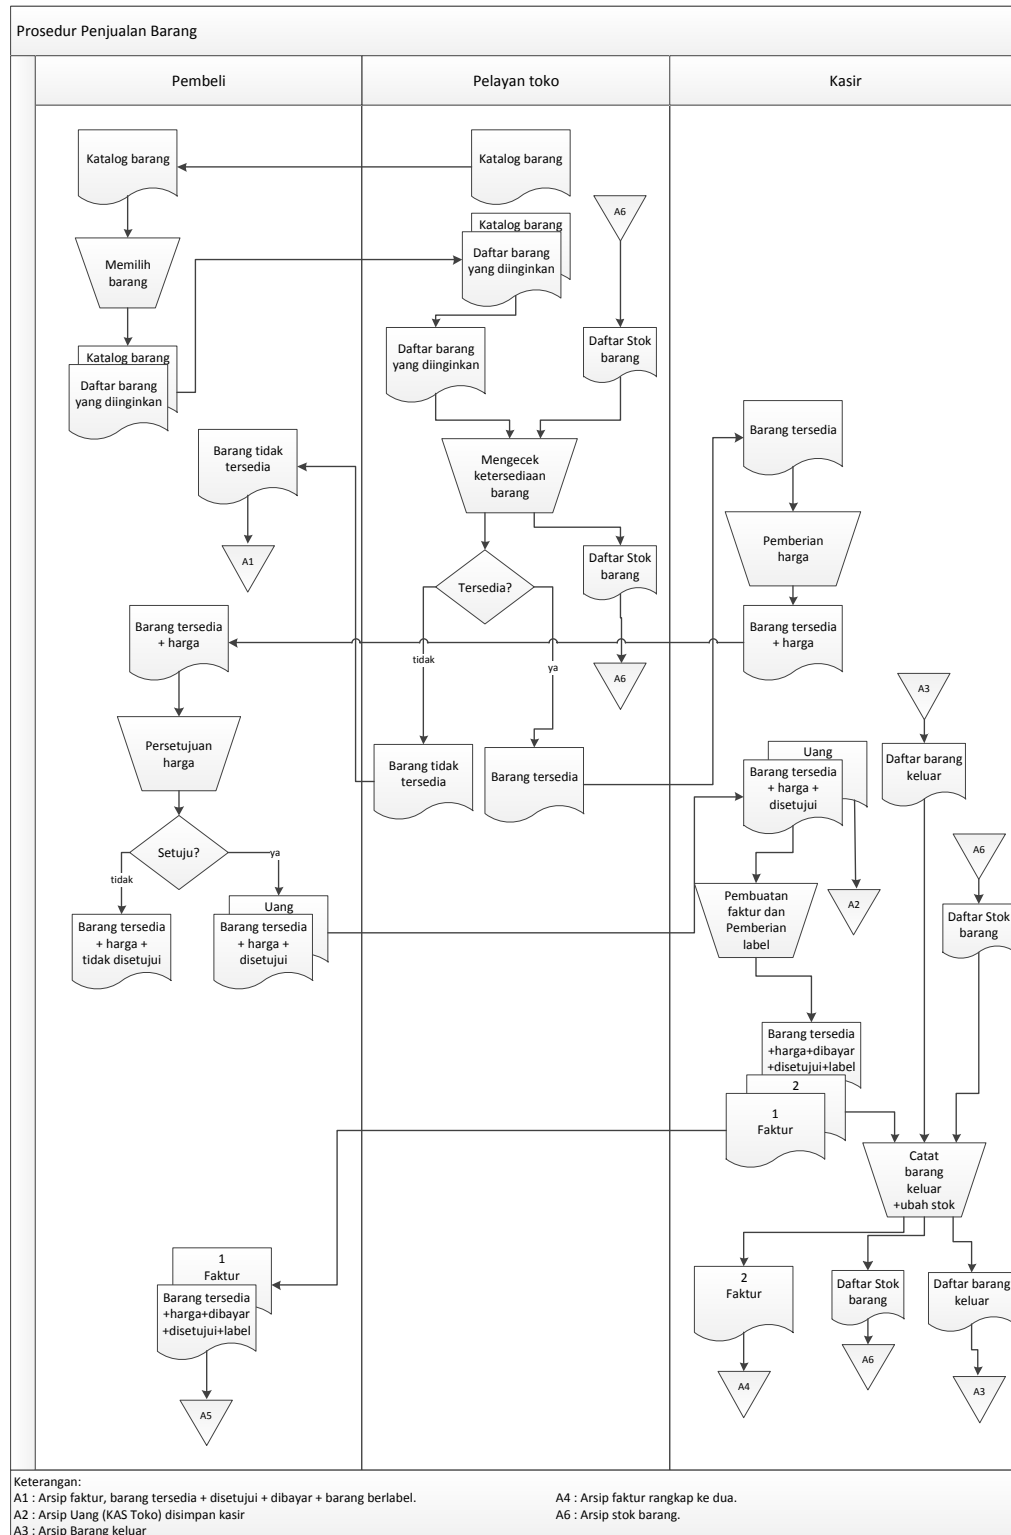 Prosedur Penjualan Barang
Pembeli
Pelayan toko
Kasir
Katalog barang
Katalog barang
A6
Katalog barang
Daftar barang
yang diinginkan
Memilih
barang
Daftar barang
yang diinginkan
Daftar Stok
barang
Katalog barang
Daftar barang
yang diinginkan
Barang tidak
tersedia
Mengecek
ketersediaan
barang
Barang tersedia
A1
Tersedia?
Daftar Stok
barang
Pemberian
harga
Barang tersedia
+ harga
tidak
ya
A6
Barang tersedia
+ harga
A3
Persetujuan
harga
Barang tidak
tersedia
Barang tersedia
Uang
Barang tersedia
+ harga +
disetujui
Daftar barang
keluar
Setuju?
tidak
ya
A6
Barang tersedia
+ harga +
tidak disetujui
Uang
Barang tersedia
+ harga +
disetujui
Pembuatan
faktur dan
Pemberian
label
A2
Daftar Stok
barang
Barang tersedia
+harga+dibayar
+disetujui+label
2
1
Faktur
Catat
barang
keluar
+ubah stok
1
Faktur
Barang tersedia
+harga+dibayar
+disetujui+label
2
Faktur
Daftar Stok
barang
Daftar barang
keluar
A5
A4
A6
A3
Keterangan:
A1 : Arsip faktur, barang tersedia + disetujui + dibayar + barang berlabel.
A2 : Arsip Uang (KAS Toko) disimpan kasir
A3 : Arsip Barang keluar
A4 : Arsip faktur rangkap ke dua.
A6 : Arsip stok barang.